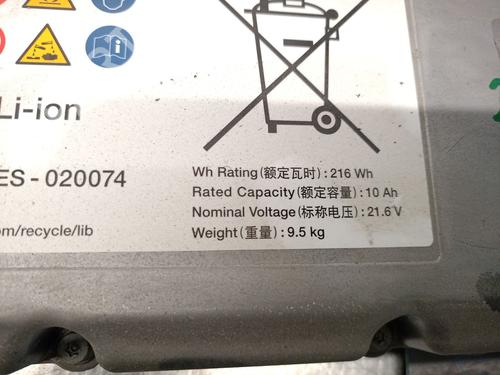 Li-ion
ES - 020074
om/recycle/lib
Wh Rating(额定瓦时) : 216 Wh
Rated Capacity(额定容量) : 10 Ah
Nominal Voltage(标称电压) : 21.6 V
Weight(重量) : 9.5 kg